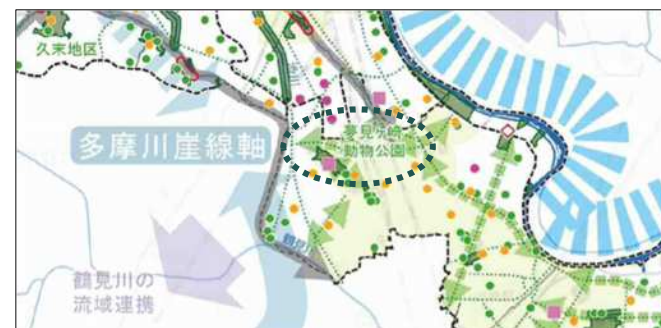 久末地区
多摩川崖線軸
夢見ヶ崎
動物公園
鶴見川の
流域連携